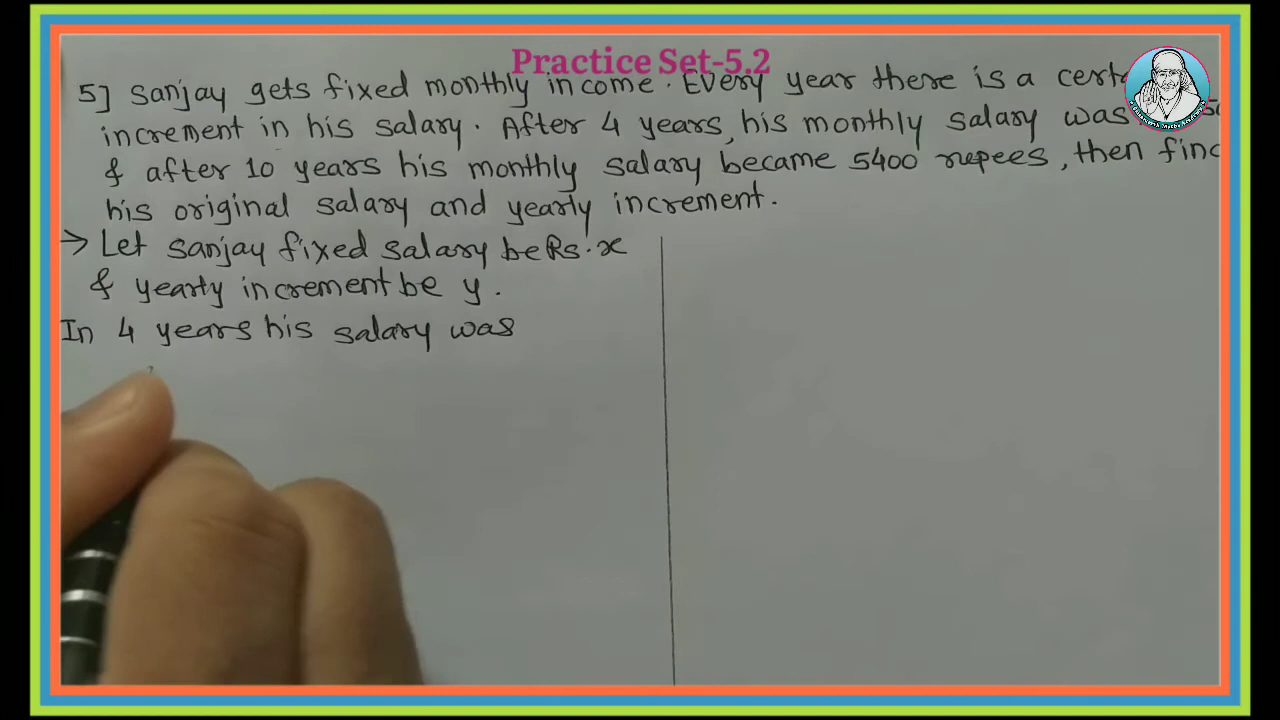 Practice Set-5.2
5] Sanjay gets fixed monthly income. Every year there is a
increment in his salary. After 4 years, his monthly salary was
& after 10 years his monthly salary became 5400 rupees, then
his original salary and yearly increment.
→ Let Sanjay fixed salary be Rs. x
& yearly increment be y.
In 4 years his salary was